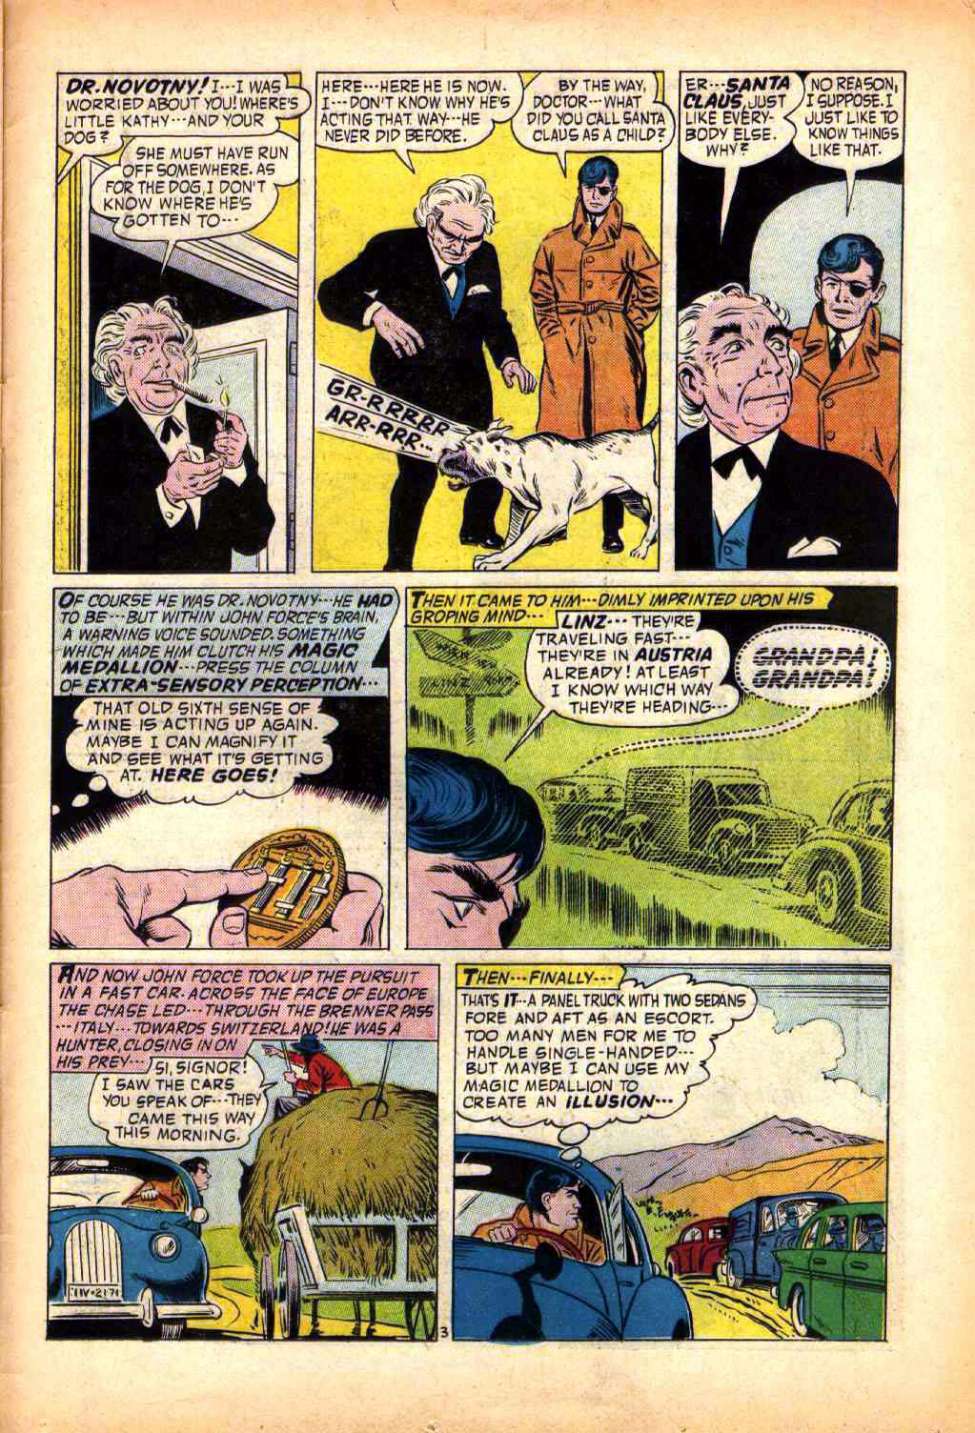 DR. NOVOTNY! I--I WAS
WORRIED ABOUT YOU! WHERE'S
LITTLE KATHY---AND YOUR
DOG?
SHE MUST HAVE RUN
OFF SOMEWHERE. AS
FOR THE DOG, I DON'T
KNOW WHERE HE'S
GOTTEN TO---
HERE---HERE HE IS NOW.
I---DON'T KNOW WHY HE'S
ACTING THAT WAY---HE
NEVER DID BEFORE.
BY THE WAY,
DOCTOR---WHAT
DID YOU CALL SANTA
CLAUS AS A CHILD?
GR-R-RRRRR
ARR-RRR...
ER---SANTA
CLAUS, JUST
LIKE EVERY-
BODY ELSE.
WHY?
NO REASON,
I SUPPOSE. I
JUST LIKE TO
KNOW THINGS
LIKE THAT.
OF COURSE HE WAS DR. NOVOTNY---HE HAD
TO BE---BUT WITHIN JOHN FORCE'S BRAIN,
A WARNING VOICE SOUNDED. SOMETHING
WHICH MADE HIM CLUTCH HIS MAGIC
MEDALLION---PRESS THE COLUMN
OF EXTRA-SENSORY PERCEPTION---
THAT OLD SIXTH SENSE OF
MINE IS ACTING UP AGAIN.
MAYBE I CAN MAGNIFY IT
AND SEE WHAT IT'S GETTING
AT. HERE GOES!
THEN IT CAME TO HIM---DIMLY IMPRINTED UPON HIS
GROPING MIND---
LINZ--- THEY'RE
TRAVELING FAST---
THEY'RE IN AUSTRIA
ALREADY! AT LEAST
I KNOW WHICH WAY
THEY'RE HEADING---
LINZ
GRANDPA!
GRANDPA!
AND NOW JOHN FORCE TOOK UP THE PURSUIT
IN A FAST CAR. ACROSS THE FACE OF EUROPE
THE CHASE LED---THROUGH THE BRENNER PASS
---ITALY---TOWARDS SWITZERLAND! HE WAS A
HUNTER, CLOSING IN ON
HIS PREY---
SI, SIGNOR!
I SAW THE CARS
YOU SPEAK OF---THEY
CAME THIS WAY
THIS MORNING.
3
THEN---FINALLY---
THATS IT--A PANEL TRUCK WITH TWO SEDANS
FORE AND AFT AS AN ESCORT.
TOO MANY MEN FOR ME TO
HANDLE SINGLE-HANDED---
BUT MAYBE I CAN USE MY
MAGIC MEDALLION TO
CREATE AN ILLUSION---